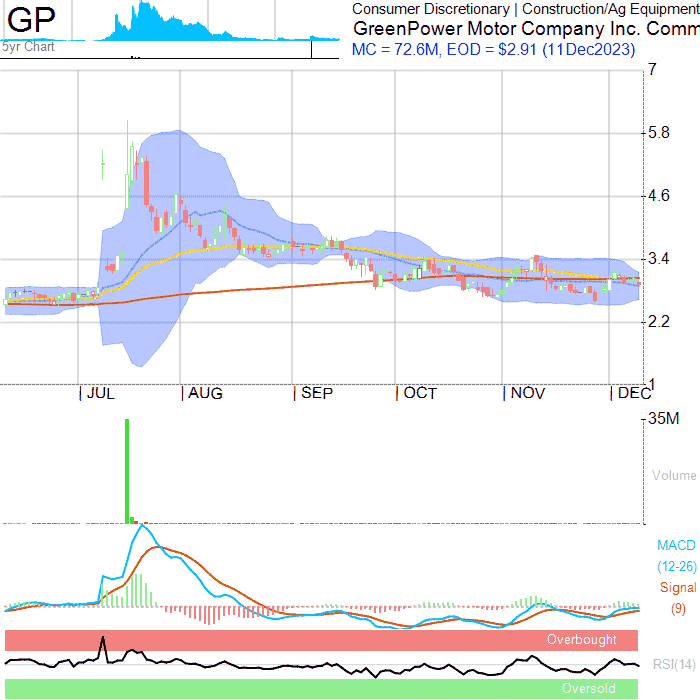 GP
5yr Chart
Consumer Discretionary | Construction/Ag Equipment
GreenPower Motor Company Inc. Comm
MC = 72.6M, EOD = $2.91 (11Dec2023)
7
5.8
4.6
3.4
2.2
1
JUL AUG SEP OCT NOV DEC
35M
Volume
MACD
(12-26)
Signal
(9)
Overbought
RSI(14)
Oversold